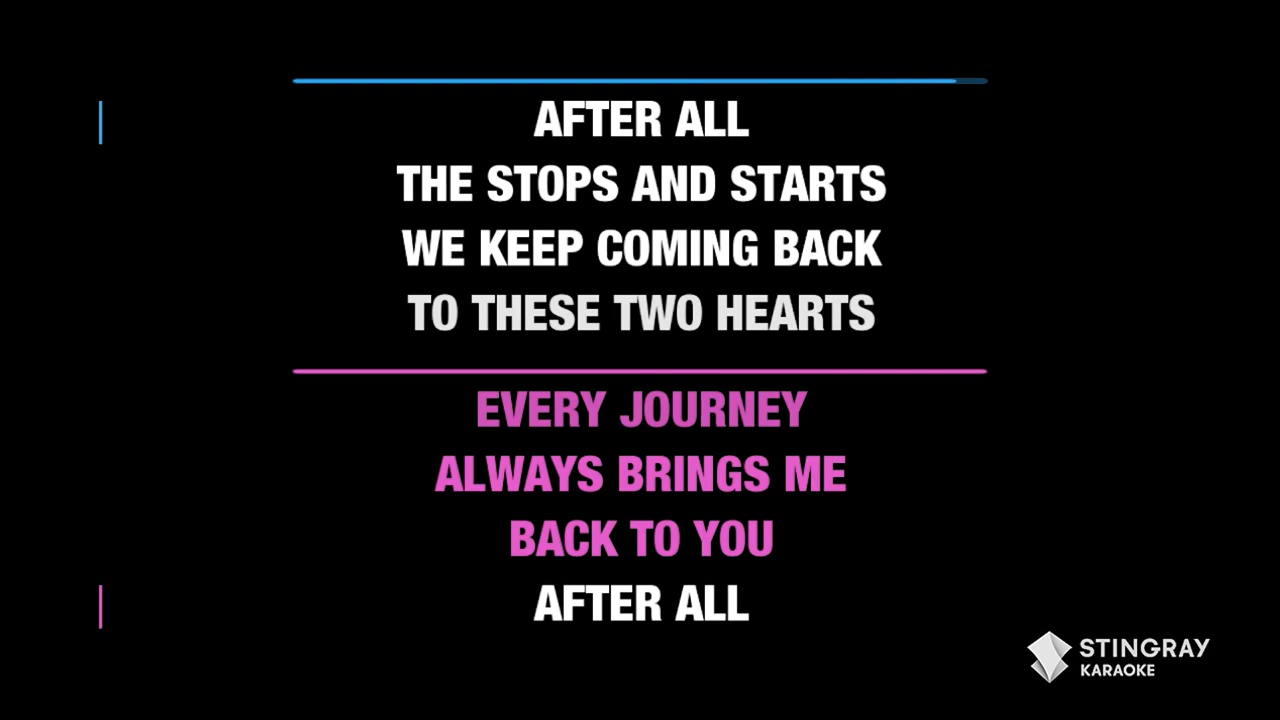 AFTER ALL
THE STOPS AND STARTS
WE KEEP COMING BACK
TO THESE TWO HEARTS
EVERY JOURNEY
ALWAYS BRINGS ME
BACK TO YOU
AFTER ALL
STINGRAY
KARAOKE